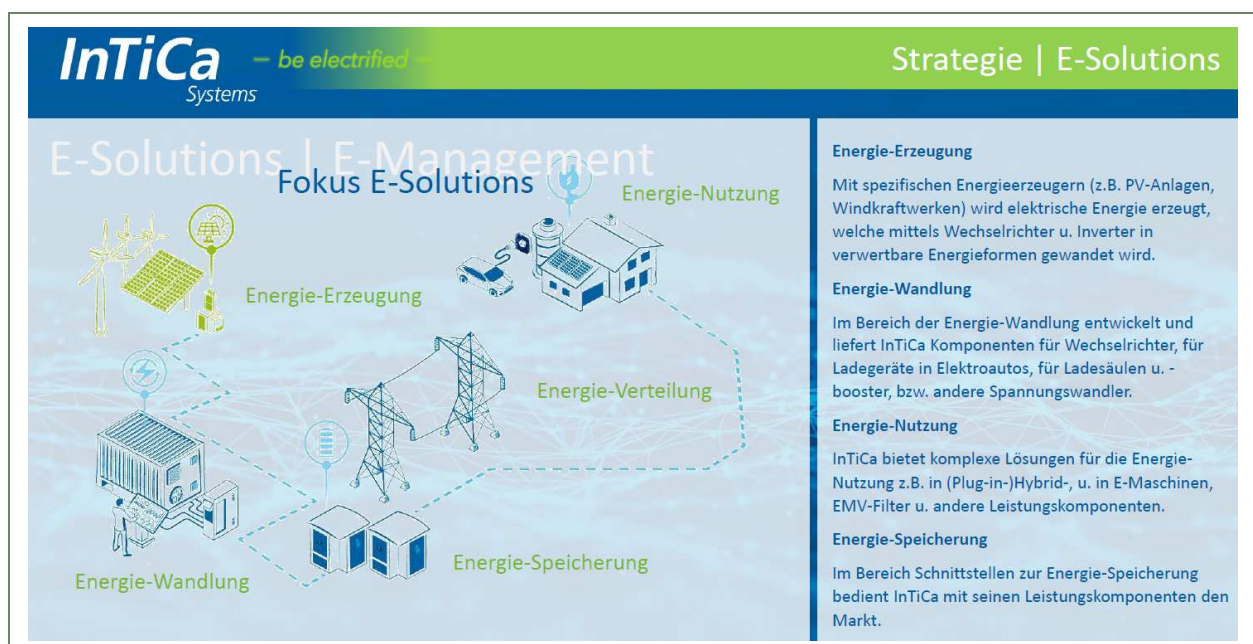 InTiCa
Systems
– be electrified –
Strategie | E-Solutions
E-Solutions | E-Management
Fokus E-Solutions
Energie-Nutzung
Energie-Erzeugung
Energie-Verteilung
Energie-Speicherung
Energie-Wandlung
Energie-Erzeugung
Mit spezifischen Energieerzeugern (z.B. PV-Anlagen,
Windkraftwerken) wird elektrische Energie erzeugt,
welche mittels Wechselrichter u. Inverter in
verwertbare Energieformen gewandet wird.
Energie-Wandlung
Im Bereich der Energie-Wandlung entwickelt und
liefert InTiCa Komponenten für Wechselrichter, für
Ladegeräte in Elektroautos, für Ladesäulen u. -
booster, bzw. andere Spannungswandler.
Energie-Nutzung
InTiCa bietet komplexe Lösungen für die Energie-
Nutzung z.B. in (Plug-in-)Hybrid-, u. in E-Maschinen,
EMV-Filter u. andere Leistungskomponenten.
Energie-Speicherung
Im Bereich Schnittstellen zur Energie-Speicherung
bedient InTiCa mit seinen Leistungskomponenten den
Markt.